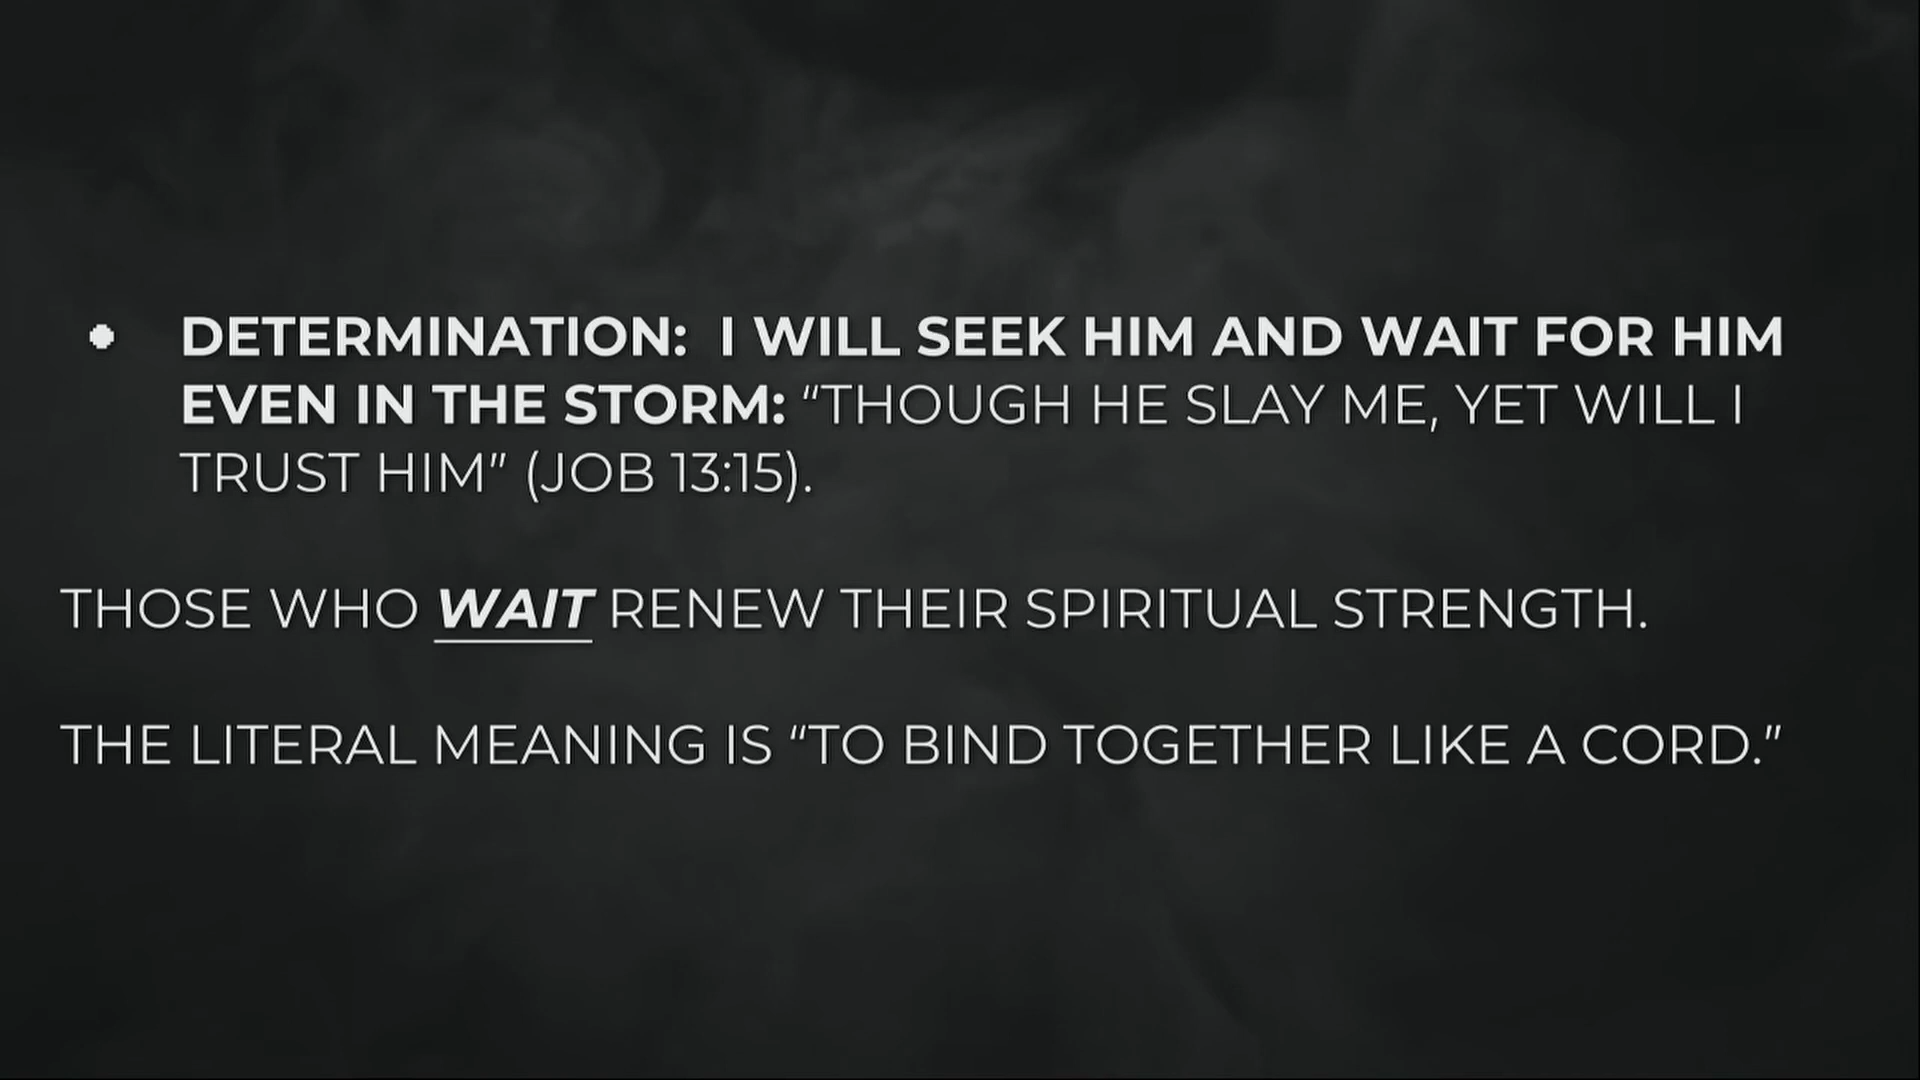 • DETERMINATION:  I WILL SEEK HIM AND WAIT FOR HIM
EVEN IN THE STORM: “THOUGH HE SLAY ME, YET WILL I
TRUST HIM” (JOB 13:15).
THOSE WHO WAIT RENEW THEIR SPIRITUAL STRENGTH.
THE LITERAL MEANING IS “TO BIND TOGETHER LIKE A CORD.”